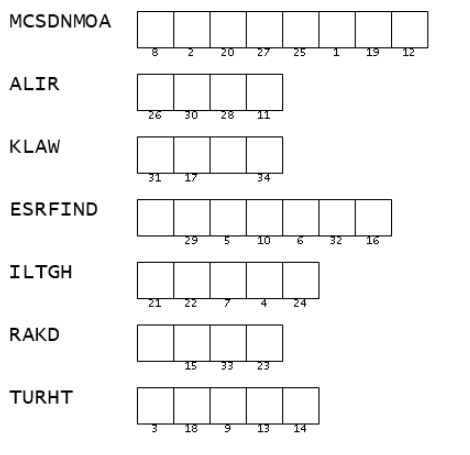 MCSDNMOA
8 2 20 27 25 1 19 12
ALIR
26 30 28 11
KLAW
31 17 34
ESRFIND
29 5 10 6 32 16
ILTGH
21 22 7 4 24
RAKD
15 33 23
TURHT
3 18 9 13 14